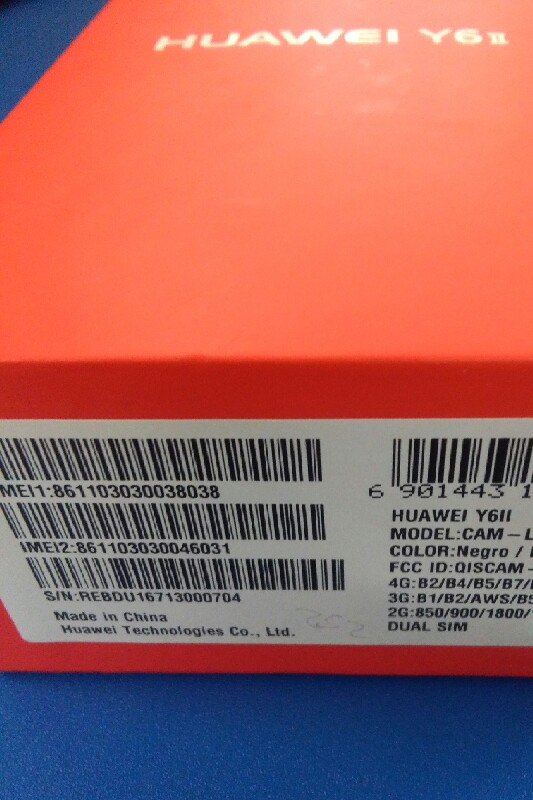 HUAWEI Y6II
MEI1:861103030038038
IMEI2:861103030046031
S/N:REBDU16713000704
Made in China
Huawei Technologies Co., Ltd.
6 901443 1
HUAWEI Y6II
MODEL:CAM-L
COLOR:Negro /
FCC ID:QISCAM-
4G:B2/B4/B5/B7/
3G:B1/B2/AWS/B5
2G:850/900/1800/
DUAL SIM